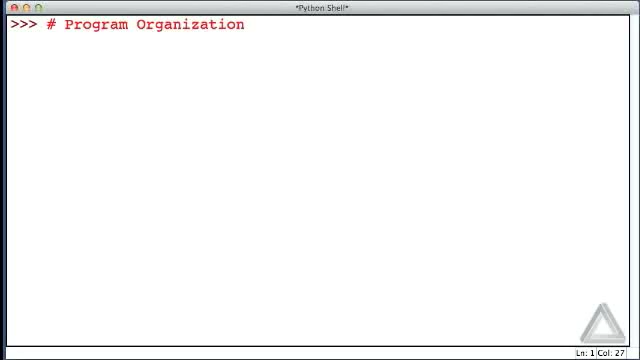 *Python Shell*
>>> # Program Organization
Ln: 1 Col: 27